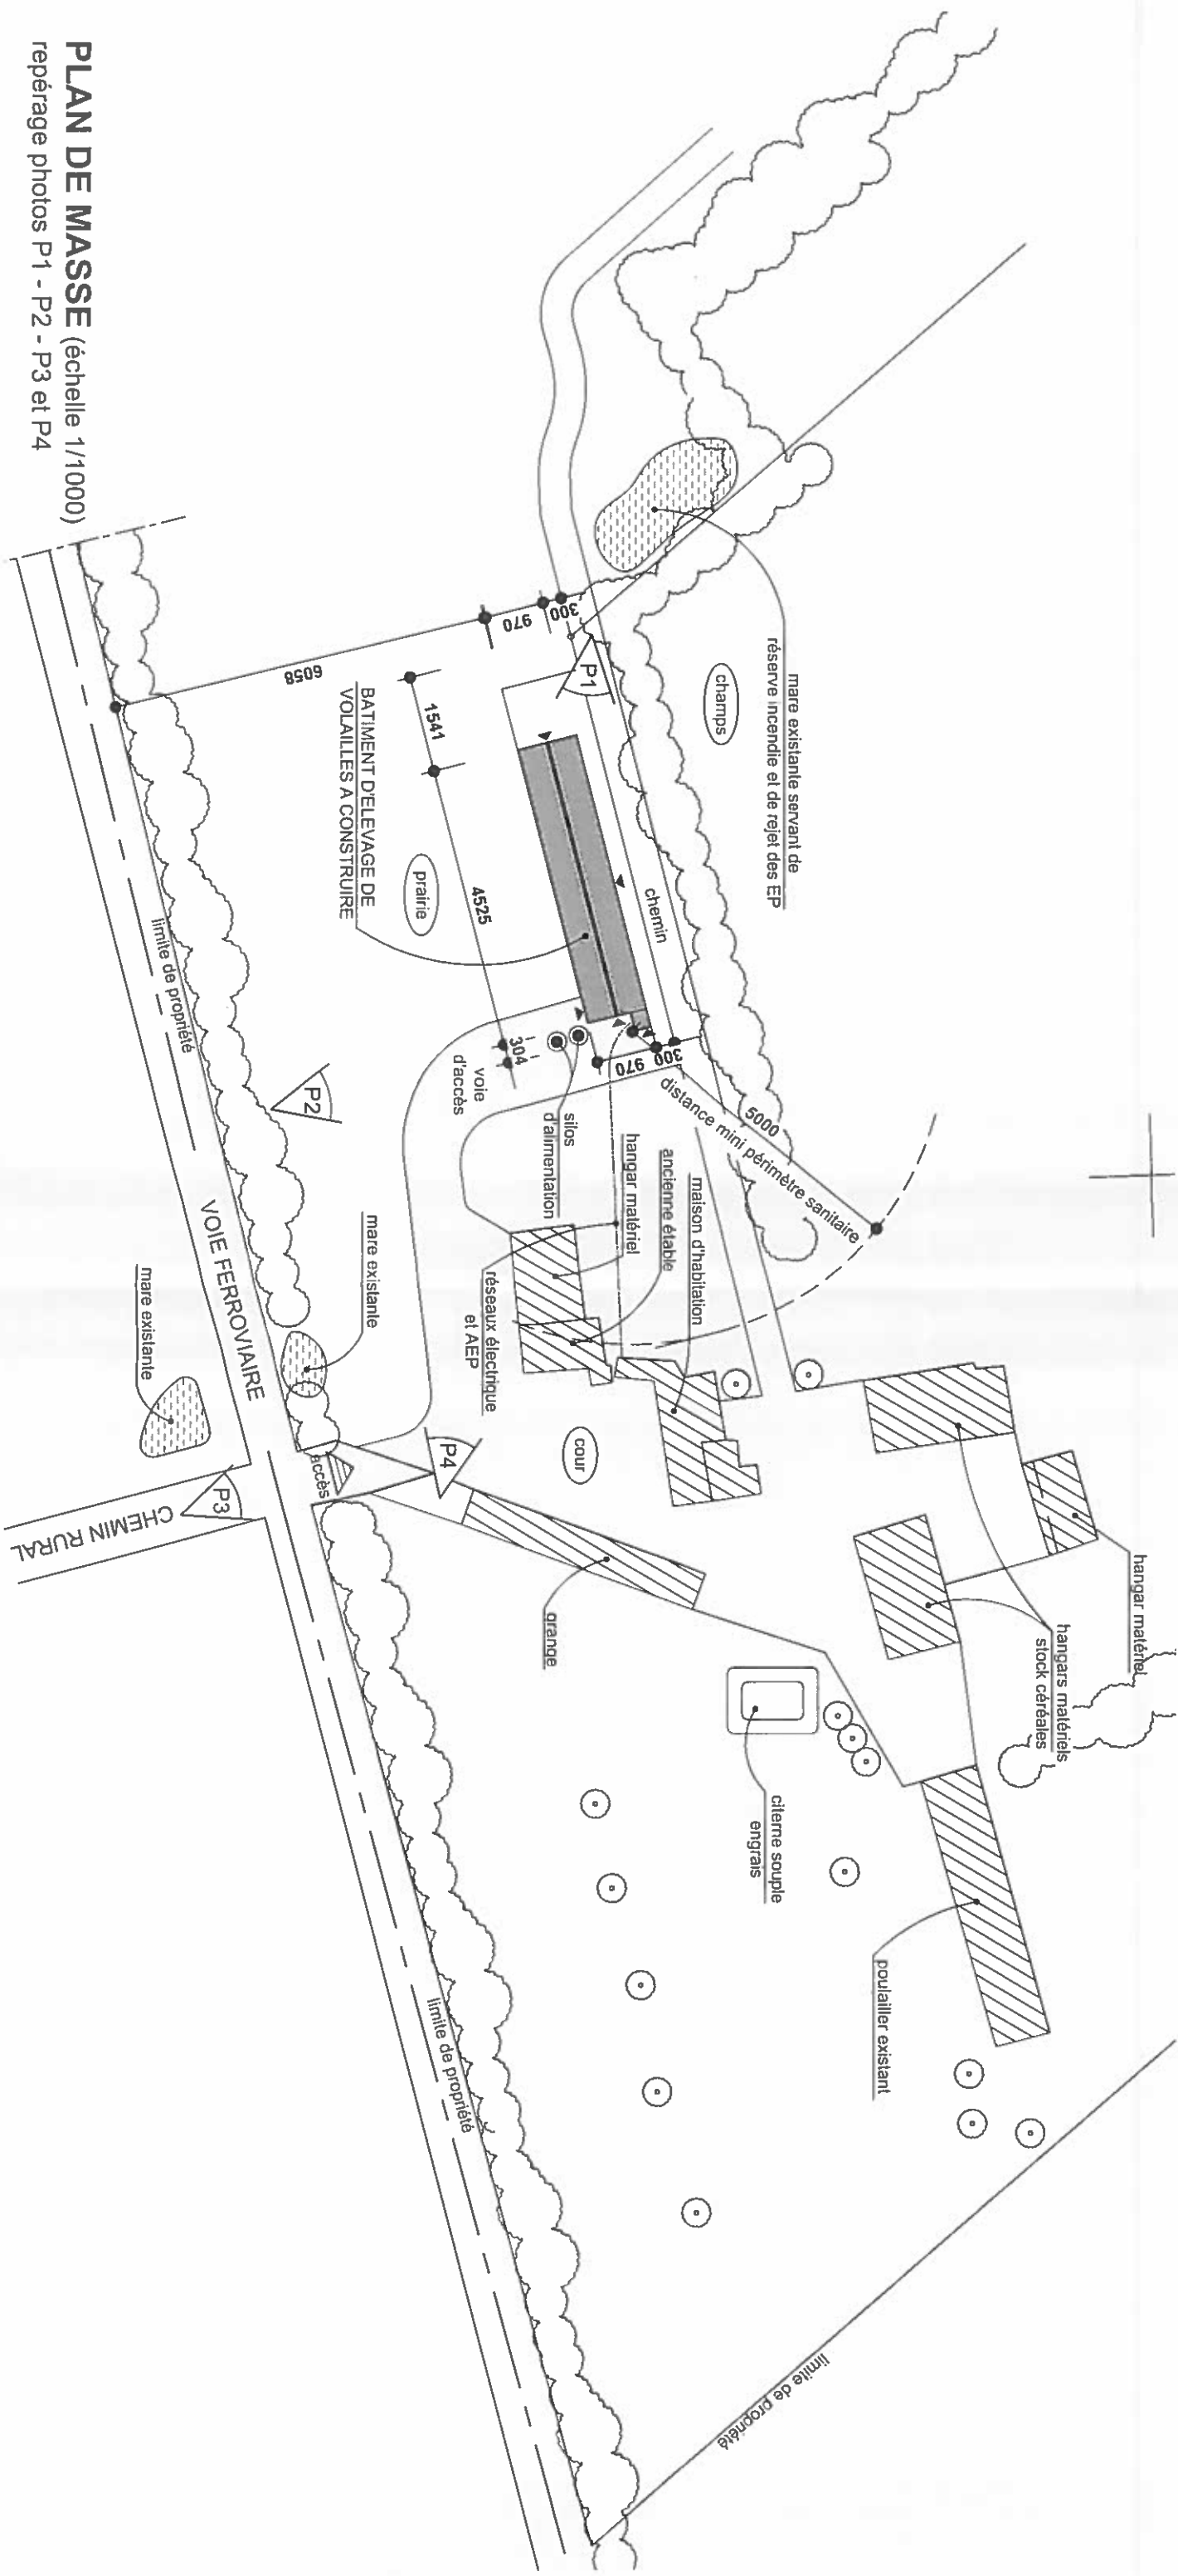 PLAN DE MASSE (échelle 1/1000)
repérage photos P1 - P2 - P3 et P4
mare existante servant de
réserve incendie et de rejet des EP
champs
chemin
300
970
6058
P1
1541
4525
304
BATIMENT D'ELEVAGE DE
VOLAILLES A CONSTRUIRE
prairie
300
970
5000
distance mini périmètre sanitaire
voie
d'accès
silos
d'alimentation
hangar matériel
ancienne étable
maison d'habitation
réseaux électrique
et AEP
cour
limite de propriété
P2
VOIE FERROVIAIRE
mare existante
mare existante
accès
P4
P3
CHEMIN RURAL
grange
hangar matériel
hangars matériels
stock céréales
citerne souple
engrais
poulailler existant
limite de propriété
limite de propriété